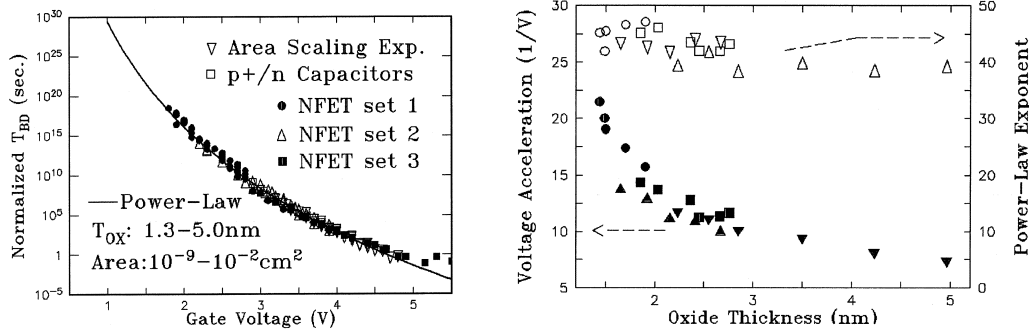 10^30
10^25
10^20
10^15
10^10
10^5
1
10^-5
Normalized T_BD (sec.)
▽ Area Scaling Exp.
□ p+/n Capacitors
● NFET set 1
△ NFET set 2
■ NFET set 3
—Power-Law
T_OX: 1.3-5.0nm
Area:10^-9-10^-2cm^2
1 2 3 4 5
Gate Voltage (V)
30
25
20
15
10
5
Voltage Acceleration (1/V)
50
40
30
20
10
0
Power-Law Exponent
2 3 4 5
Oxide Thickness (nm)